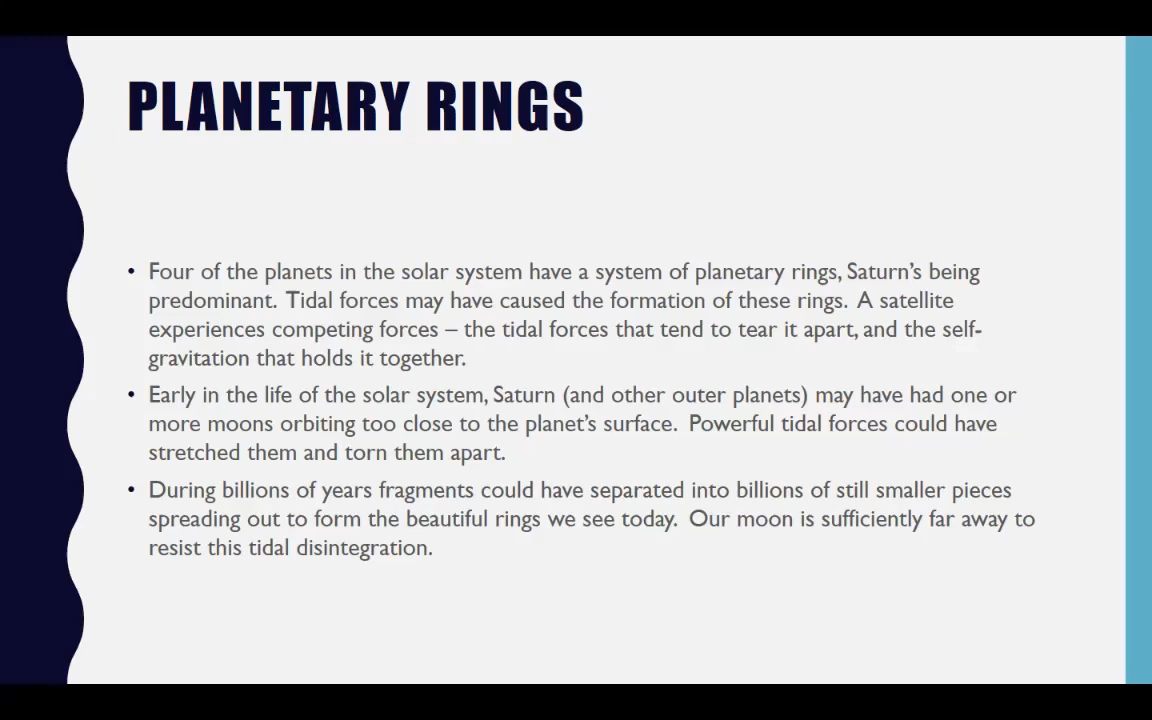 PLANETARY RINGS
• Four of the planets in the solar system have a system of planetary rings, Saturn’s being
predominant.  Tidal forces may have caused the formation of these rings.  A satellite
experiences competing forces – the tidal forces that tend to tear it apart, and the self-
gravitation that holds it together.
• Early in the life of the solar system, Saturn (and other outer planets) may have had one or
more moons orbiting too close to the planet’s surface.  Powerful tidal forces could have
stretched them and torn them apart.
• During billions of years fragments could have separated into billions of still smaller pieces
spreading out to form the beautiful rings we see today.  Our moon is sufficiently far away to
resist this tidal disintegration.